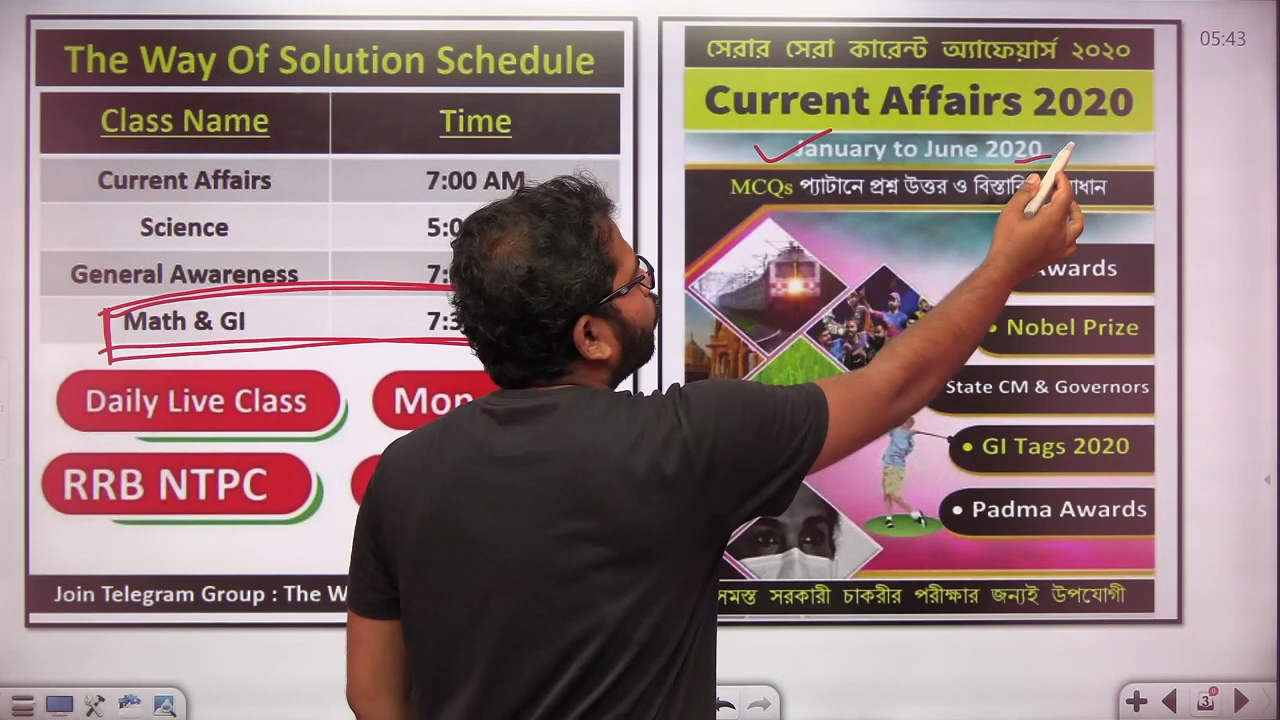 The Way Of Solution Schedule
Class Name Time
Current Affairs 7:00 AM
Science
General Awareness
Math & GI
Daily Live Class
RRB NTPC
Join Telegram Group : The
সেরার সেরা কারেন্ট অ্যাফেয়ার্স ২০২০
Current Affairs 2020
January to June 2020
MCQs প্যাটানে প্রশ্ন উত্তর ও
Awards
• Nobel Prize
State CM & Governors
• GI Tags 2020
• Padma Awards
সমস্ত সরকারী চাকরীর পরীক্ষার জন্যই উপযোগী
05:43
3